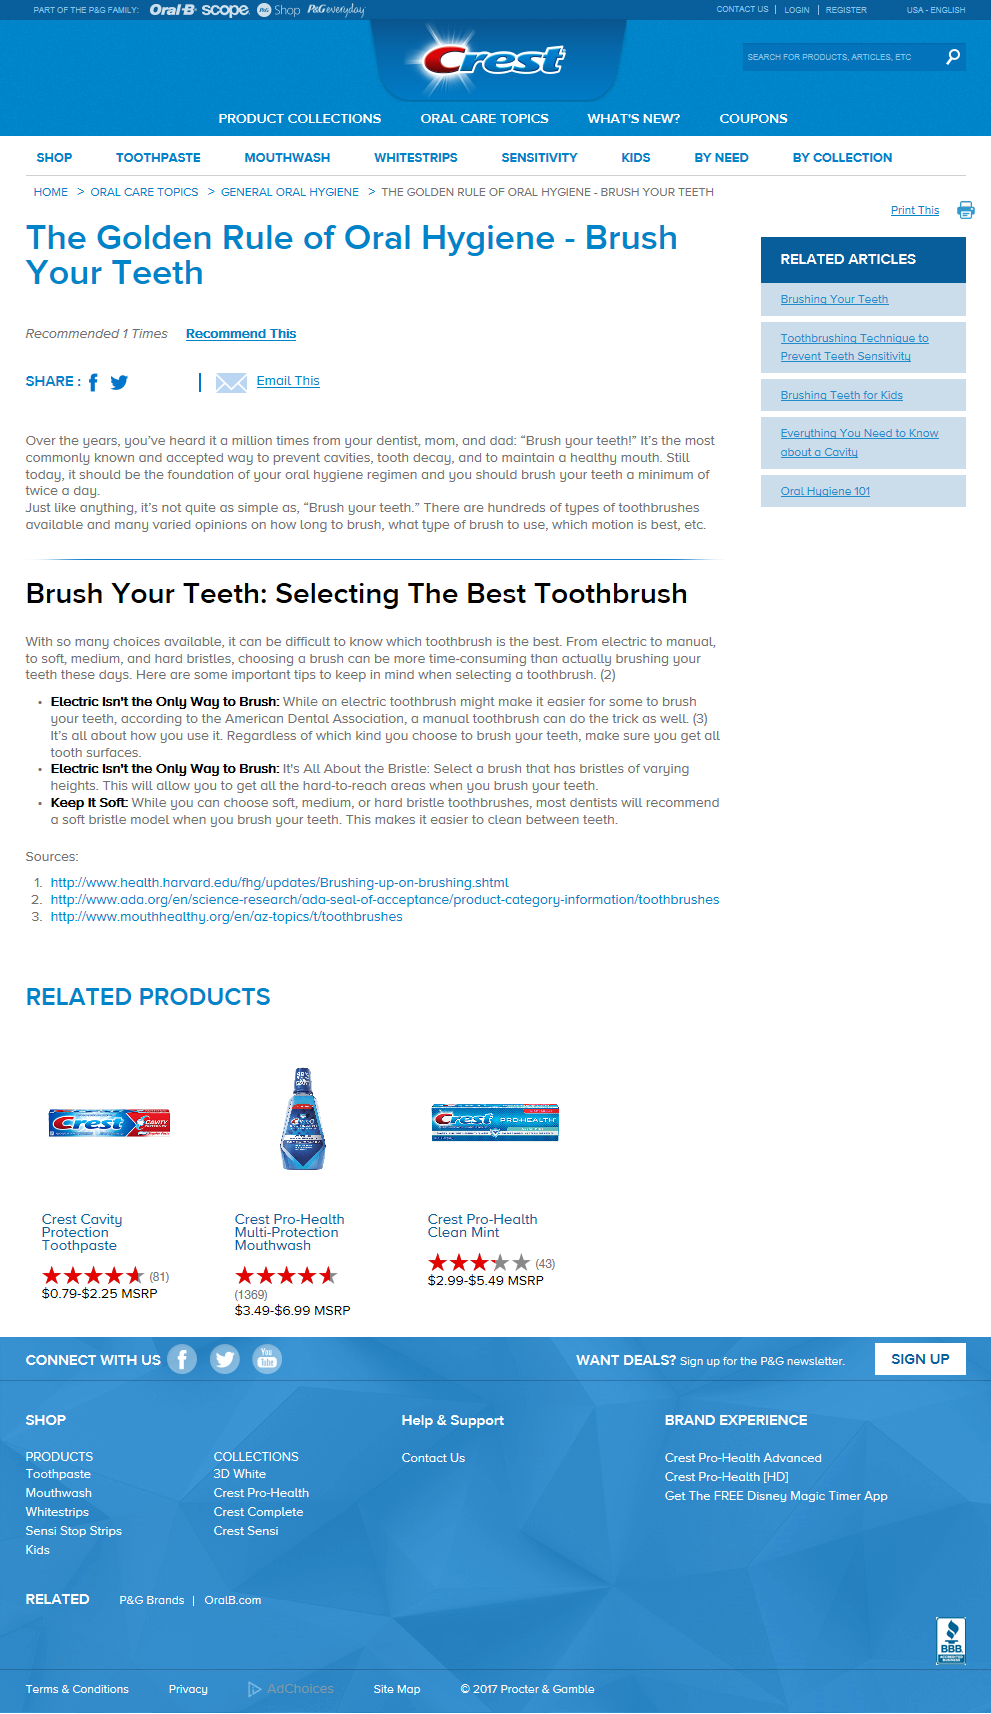 PART OF THE P&G FAMILY: Oral-B scope. P&G Shop P&G everyday
CONTACT US | LOGIN | REGISTER USA - ENGLISH
Crest
SEARCH FOR PRODUCTS, ARTICLES, ETC
PRODUCT COLLECTIONS ORAL CARE TOPICS WHAT'S NEW? COUPONS
SHOP TOOTHPASTE MOUTHWASH WHITESTRIPS SENSITIVITY KIDS BY NEED BY COLLECTION
HOME > ORAL CARE TOPICS > GENERAL ORAL HYGIENE > THE GOLDEN RULE OF ORAL HYGIENE - BRUSH YOUR TEETH
Print This
The Golden Rule of Oral Hygiene - Brush
Your Teeth
Recommended 1 Times Recommend This
SHARE : | Email This
Over the years, you've heard it a million times from your dentist, mom, and dad: “Brush your teeth!” It's the most
commonly known and accepted way to prevent cavities, tooth decay, and to maintain a healthy mouth. Still
today, it should be the foundation of your oral hygiene regimen and you should brush your teeth a minimum of
twice a day.
Just like anything, it's not quite as simple as, “Brush your teeth.” There are hundreds of types of toothbrushes
available and many varied opinions on how long to brush, what type of brush to use, which motion is best, etc.
RELATED ARTICLES
Brushing Your Teeth
Toothbrushing Technique to
Prevent Teeth Sensitivity
Brushing Teeth for Kids
Everything You Need to Know
about a Cavity
Oral Hygiene 101
Brush Your Teeth: Selecting The Best Toothbrush
With so many choices available, it can be difficult to know which toothbrush is the best. From electric to manual,
to soft, medium, and hard bristles, choosing a brush can be more time-consuming than actually brushing your
teeth these days. Here are some important tips to keep in mind when selecting a toothbrush. (2)
• Electric Isn't the Only Way to Brush: While an electric toothbrush might make it easier for some to brush
your teeth, according to the American Dental Association, a manual toothbrush can do the trick as well. (3)
It's all about how you use it. Regardless of which kind you choose to brush your teeth, make sure you get all
tooth surfaces.
• Electric Isn't the Only Way to Brush: It's All About the Bristle: Select a brush that has bristles of varying
heights. This will allow you to get all the hard-to-reach areas when you brush your teeth.
• Keep It Soft: While you can choose soft, medium, or hard bristle toothbrushes, most dentists will recommend
a soft bristle model when you brush your teeth. This makes it easier to clean between teeth.
Sources:
1. http://www.health.harvard.edu/fhg/updates/Brushing-up-on-brushing.shtml
2. http://www.ada.org/en/science-research/ada-seal-of-acceptance/product-category-information/toothbrushes
3. http://www.mouthhealthy.org/en/az-topics/t/toothbrushes
RELATED PRODUCTS
Crest CAVITY
Crest PRO-HEALTH
Crest Cavity
Protection
Toothpaste
(81)
$0.79-$2.25 MSRP
Crest Pro-Health
Multi-Protection
Mouthwash
(1369)
$3.49-$6.99 MSRP
Crest Pro-Health
Clean Mint
(43)
$2.99-$5.49 MSRP
CONNECT WITH US You Tube
WANT DEALS? Sign up for the P&G newsletter. SIGN UP
SHOP
PRODUCTS
Toothpaste
Mouthwash
Whitestrips
Sensi Stop Strips
Kids
COLLECTIONS
3D White
Crest Pro-Health
Crest Complete
Crest Sensi
Help & Support
Contact Us
BRAND EXPERIENCE
Crest Pro-Health Advanced
Crest Pro-Health [HD]
Get The FREE Disney Magic Timer App
RELATED P&G Brands | OralB.com
BBB
ACCREDITED
BUSINESS
Terms & Conditions Privacy AdChoices Site Map © 2017 Procter & Gamble